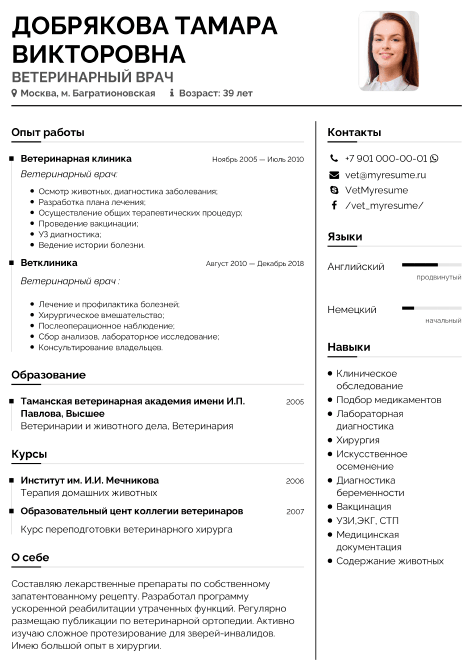 ДОБРЯКОВА ТАМАРА
ВИКТОРОВНА
ВЕТЕРИНАРНЫЙ ВРАЧ
Москва, м. Багратионовская Возраст: 39 лет
Опыт работы
Ветеринарная клиника Ноябрь 2005 — Июль 2010
Ветеринарный врач:
Осмотр животных, диагностика заболевания;
Разработка плана лечения;
Осуществление общих терапевтических процедур;
Проведение вакцинации;
УЗ диагностика;
Ведение истории болезни.
Ветклиника Август 2010 — Декабрь 2018
Ветеринарный врач :
Лечение и профилактика болезней;
Хирургическое вмешательство;
Послеоперационное наблюдение;
Сбор анализов, лабораторное исследование;
Консультирование владельцев.
Образование
Таманская ветеринарная академия имени И.П. 2005
Павлова, Высшее
Ветеринарии и животного дела, Ветеринария
Курсы
Институт им. И.И. Мечникова 2006
Терапия домашних животных
Образовательный цент коллегии ветеринаров 2007
Курс переподготовки ветеринарного хирурга
О себе
Составляю лекарственные препараты по собственному
запатентованному рецепту. Разработал программу
ускоренной реабилитации утраченных функций. Регулярно
размещаю публикации по ветеринарной ортопедии. Активно
изучаю сложное протезирование для зверей-инвалидов.
Имею большой опыт в хирургии.
Контакты
+7 901 000-00-01
vet@myresume.ru
VetMyresume
/vet_myresume/
Языки
Английский
продвинутый
Немецкий
начальный
Навыки
Клиническое
обследование
Подбор медикаментов
Лабораторная
диагностика
Хирургия
Искусственное
осеменение
Диагностика
беременности
Вакцинация
УЗИ,ЭКГ, СТП
Медицинская
документация
Содержание животных